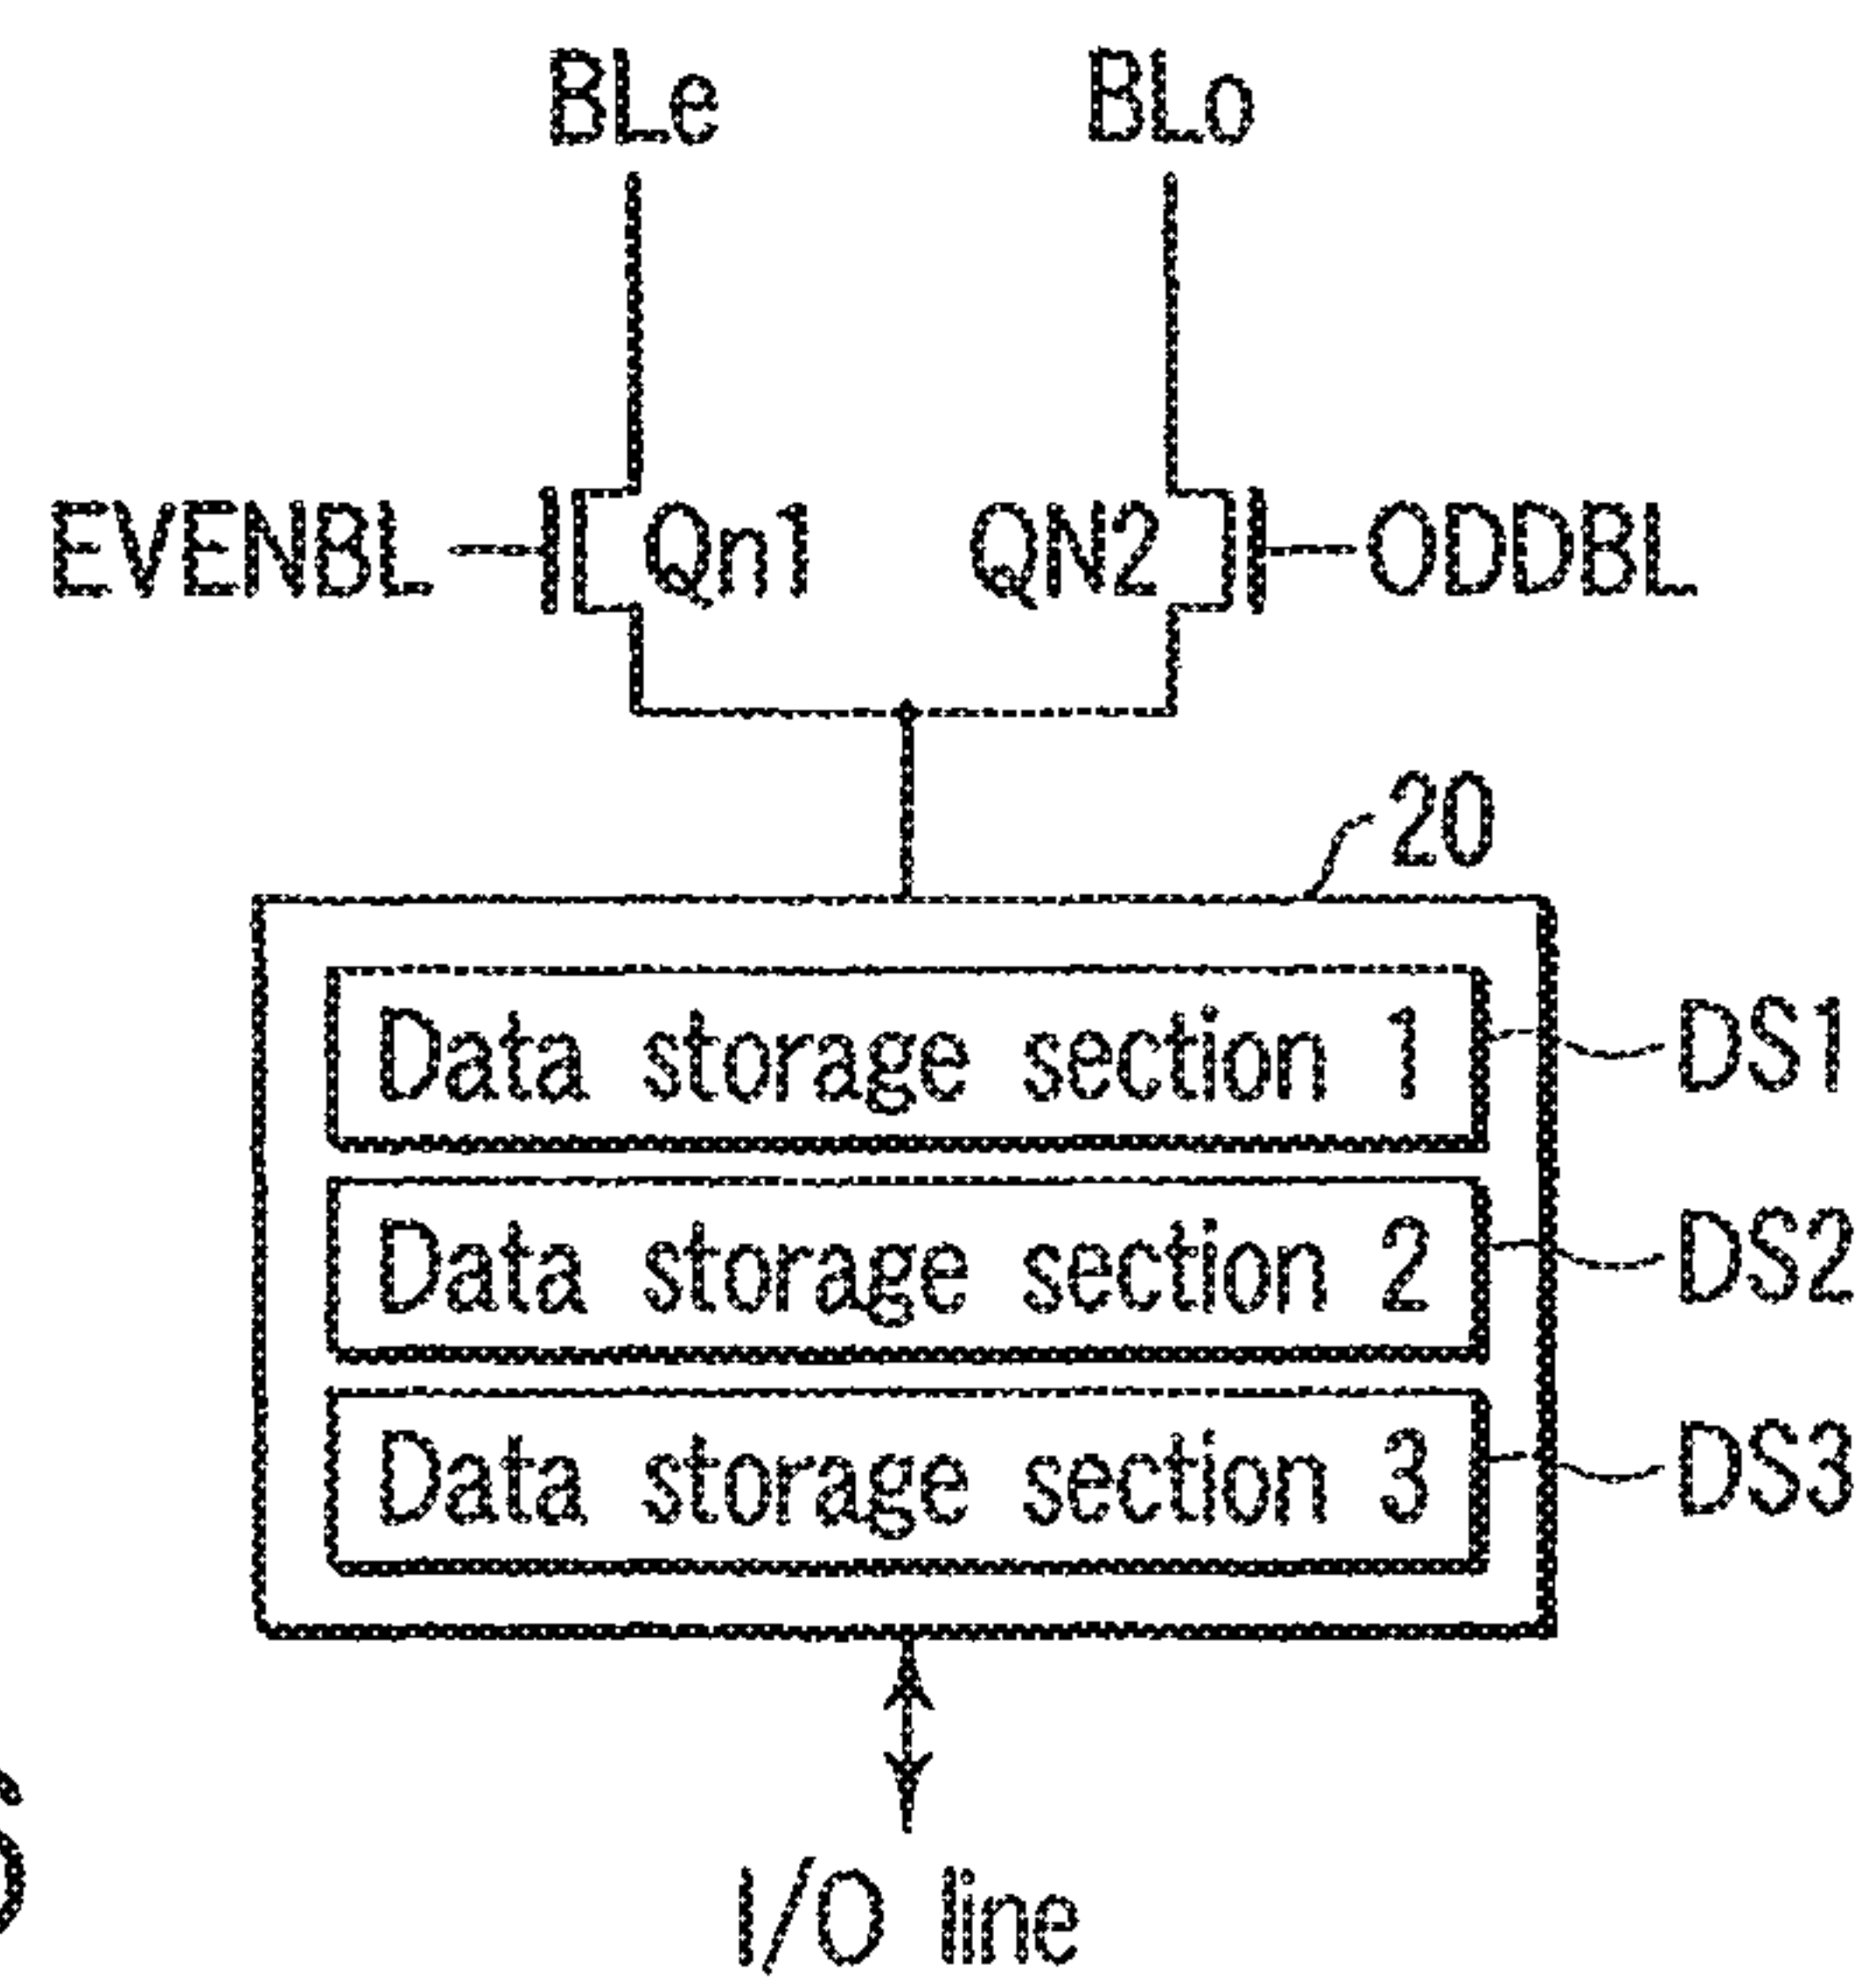 BLe BLo
EVENBL Qn1 QN2 ODDBL
20
Data storage section 1 DS1
Data storage section 2 DS2
Data storage section 3 DS3
I/O line